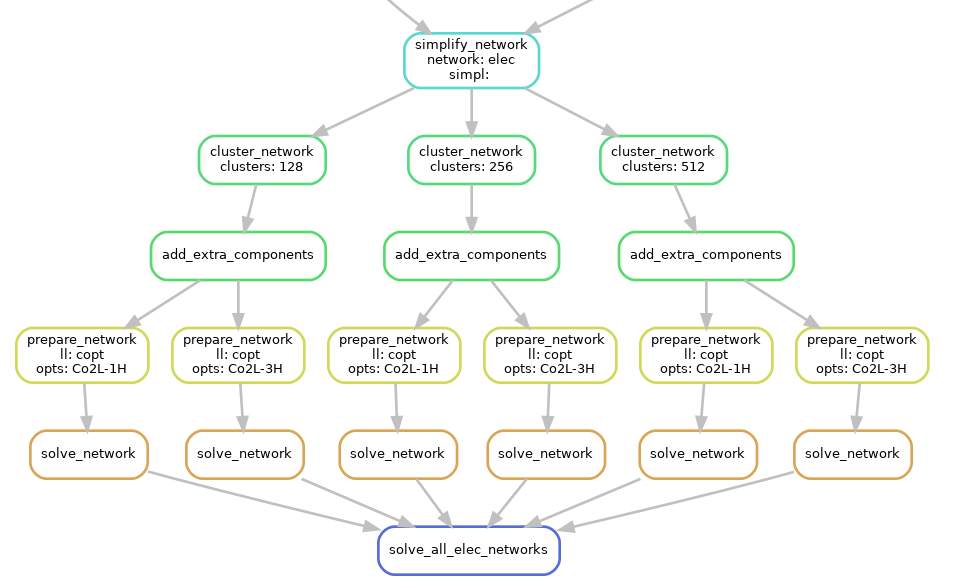 simplify_network
network: elec
simpl:
cluster_network
clusters: 128
cluster_network
clusters: 256
cluster_network
clusters: 512
add_extra_components
add_extra_components
add_extra_components
prepare_network
ll: copt
opts: Co2L-1H
prepare_network
ll: copt
opts: Co2L-3H
prepare_network
ll: copt
opts: Co2L-1H
prepare_network
ll: copt
opts: Co2L-3H
prepare_network
ll: copt
opts: Co2L-1H
prepare_network
ll: copt
opts: Co2L-3H
solve_network
solve_network
solve_network
solve_network
solve_network
solve_network
solve_all_elec_networks